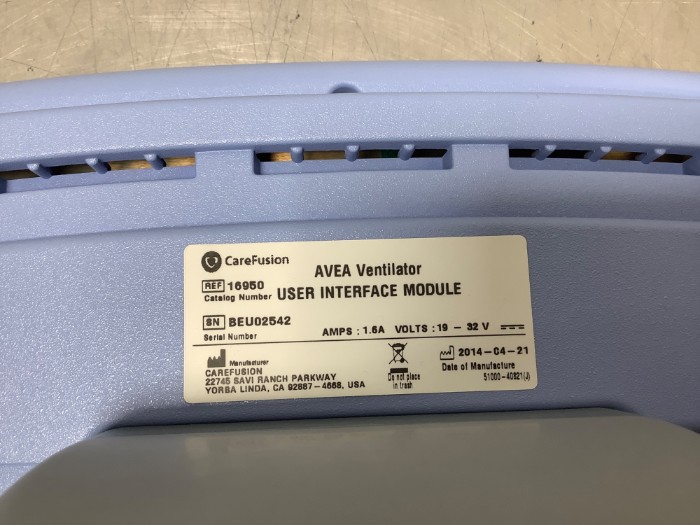 CareFusion
AVEA Ventilator
REF 16950
Catalog Number
USER INTERFACE MODULE
SN BEU02542
Serial Number
AMPS : 1.6A VOLTS : 19 - 32 V
Manufacturer
CAREFUSION
22745 SAVI RANCH PARKWAY
YORBA LINDA, CA 92887-4668, USA
Do not place
in trash
2014-04-21
Date of Manufacture
51000-40821(J)